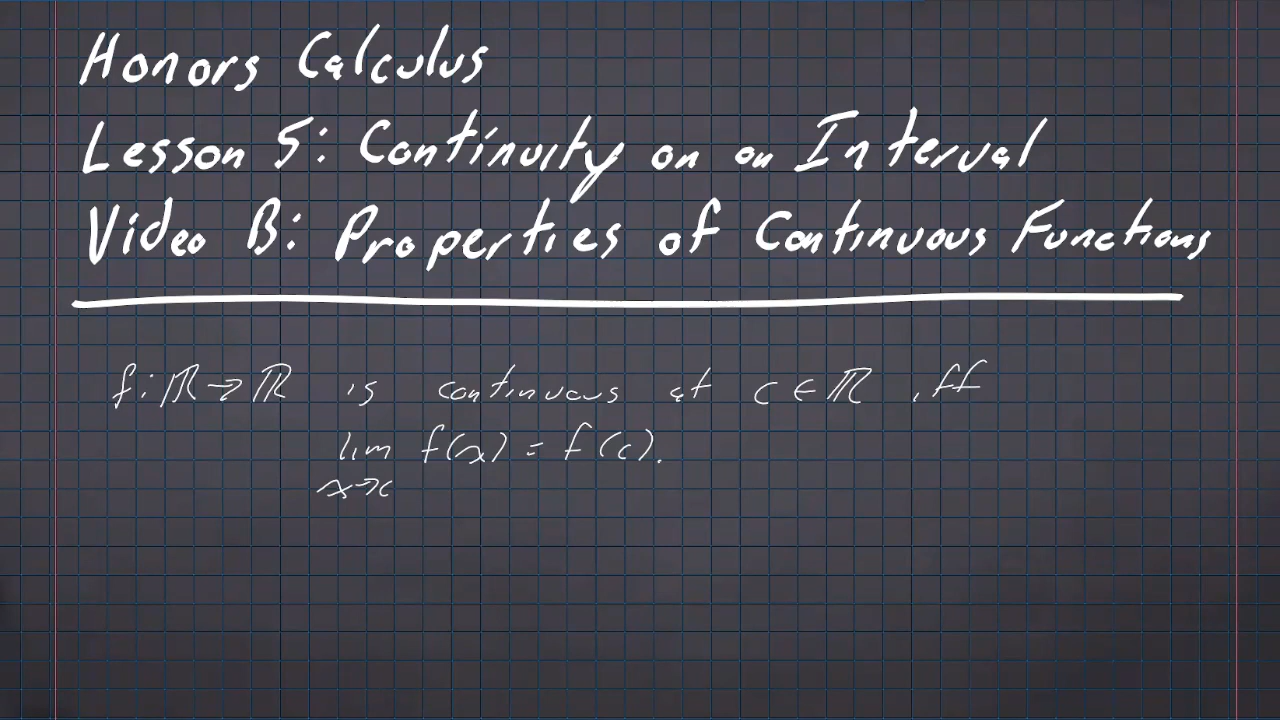 Honors Calculus
Lesson 5: Continuity on an Interval
Video B: Properties of Continuous Functions
f: ℝ → ℝ is continuous at c ∈ ℝ iff
lim f(x) = f(c).
x→c